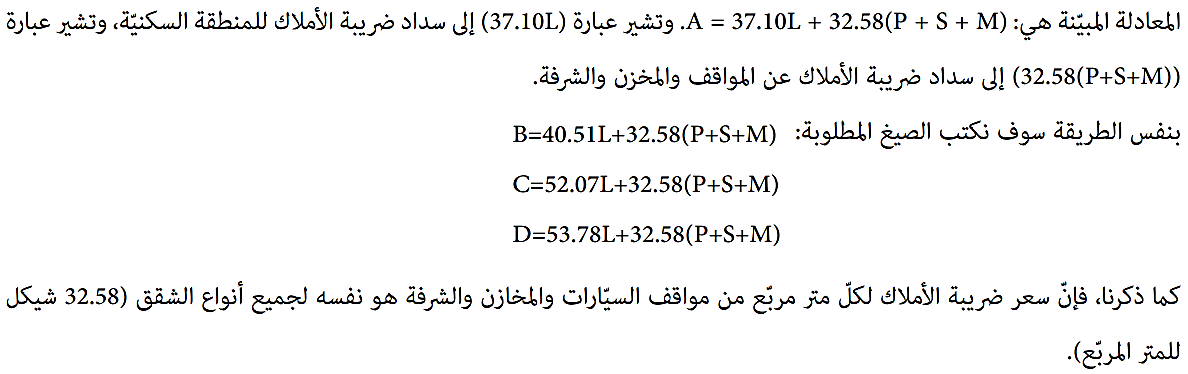 المعادلة المبيّنة هي: A = 37.10L + 32.58(P + S + M). وتشير عبارة (37.10L) إلى سداد ضريبة الأملاك للمنطقة السكنيّة، وتشير عبارة
(32.58(P+S+M)) إلى سداد ضريبة الأملاك عن المواقف والمخزن والشرفة.
بنفس الطريقة سوف نكتب الصيغ المطلوبة: B=40.51L+32.58(P+S+M)
C=52.07L+32.58(P+S+M)
D=53.78L+32.58(P+S+M)
كما ذكرنا، فإنّ سعر ضريبة الأملاك لكلّ متر مربّع من مواقف السيّارات والمخازن والشرفة هو نفسه لجميع أنواع الشقق (32.58 شيكل
للمتر المربّع).